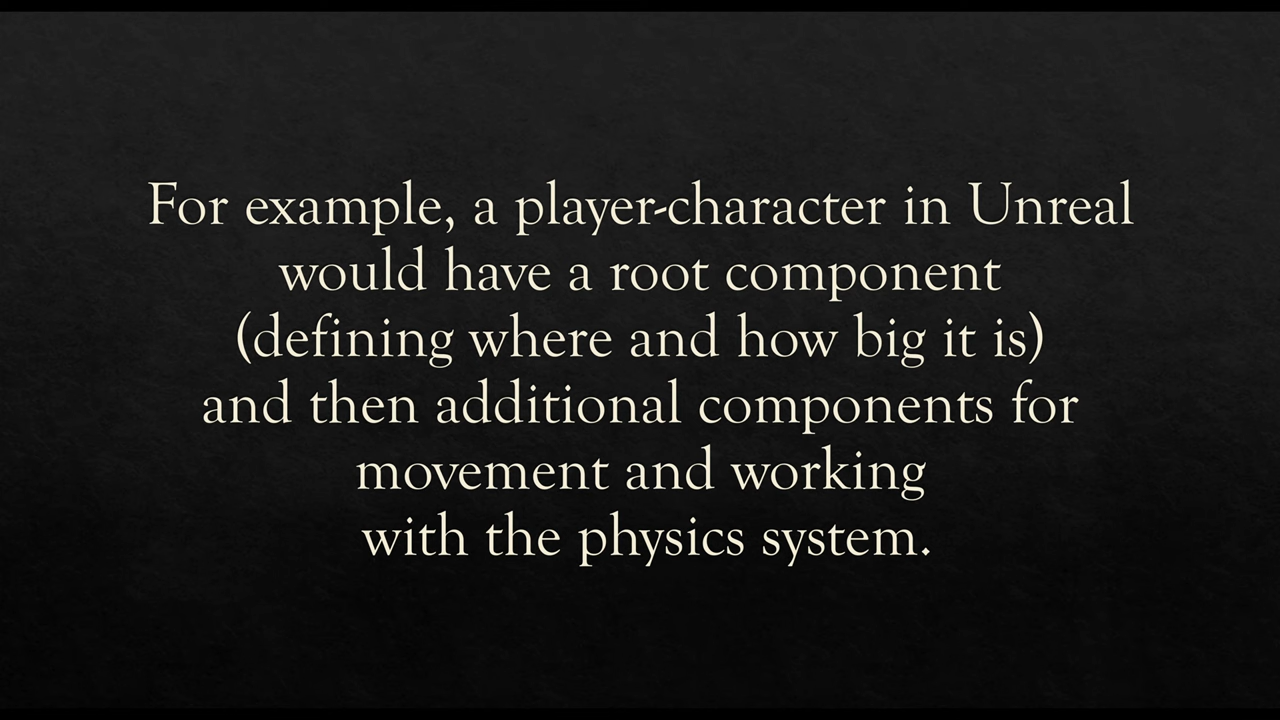 For example, a player-character in Unreal
would have a root component
(defining where and how big it is)
and then additional components for
movement and working
with the physics system.